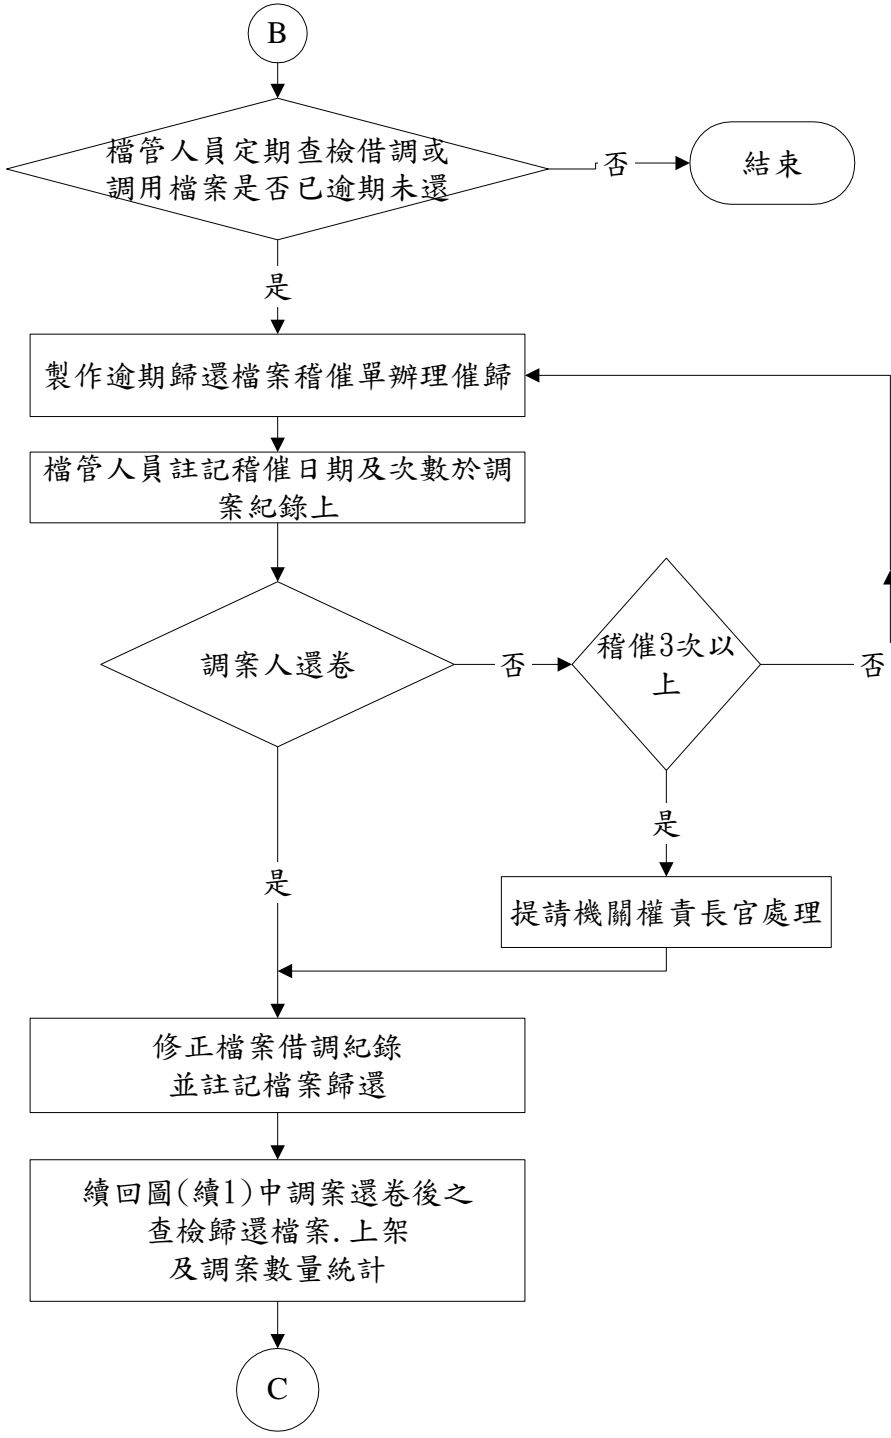 B
檔管人員定期查檢借調或
調用檔案是否已逾期未還
否
結束
是
製作逾期歸還檔案稽催單辦理催歸
檔管人員註記稽催日期及次數於調
案紀錄上
調案人還卷
否
稽催3次以
上
否
是
是
提請機關權責長官處理
修正檔案借調紀錄
並註記檔案歸還
續回圖(續1)中調案還卷後之
查檢歸還檔案.上架
及調案數量統計
C